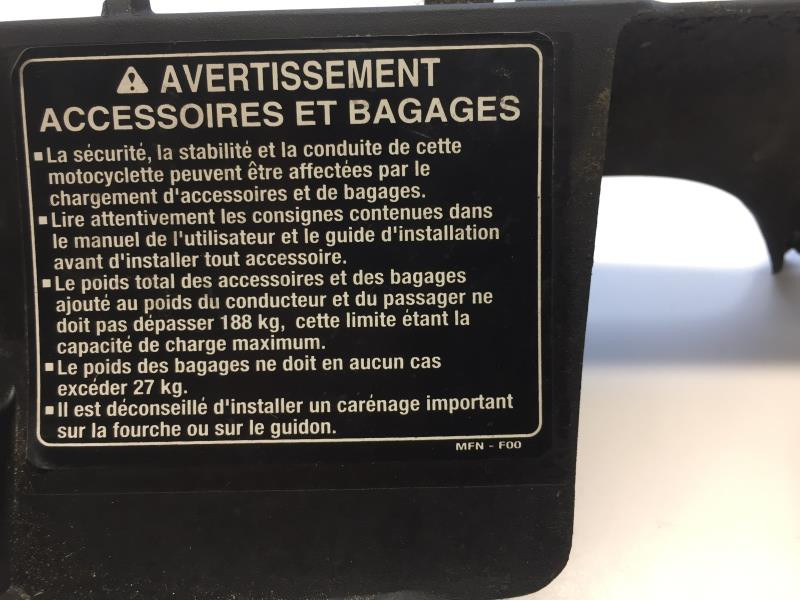 ⚠ AVERTISSEMENT
ACCESSOIRES ET BAGAGES
▪ La sécurité, la stabilité et la conduite de cette
motocyclette peuvent être affectées par le
chargement d'accessoires et de bagages.
▪ Lire attentivement les consignes contenues dans
le manuel de l'utilisateur et le guide d'installation
avant d'installer tout accessoire.
▪ Le poids total des accessoires et des bagages
ajouté au poids du conducteur et du passager ne
doit pas dépasser 188 kg, cette limite étant la
capacité de charge maximum.
▪ Le poids des bagages ne doit en aucun cas
excéder 27 kg.
▪ Il est déconseillé d'installer un carénage important
sur la fourche ou sur le guidon.
MFN - F00